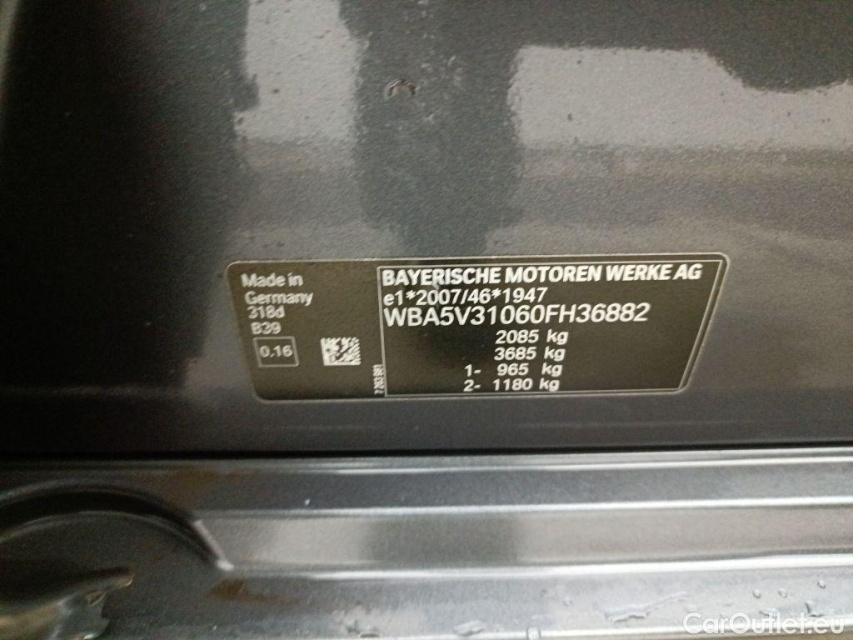 Made in
Germany
318d
B39
0.16
BAYERISCHE MOTOREN WERKE AG
e1*2007/46*1947
WBA5V31060FH36882
2085 kg
3685 kg
1- 965 kg
2- 1180 kg
CarOutlet.eu